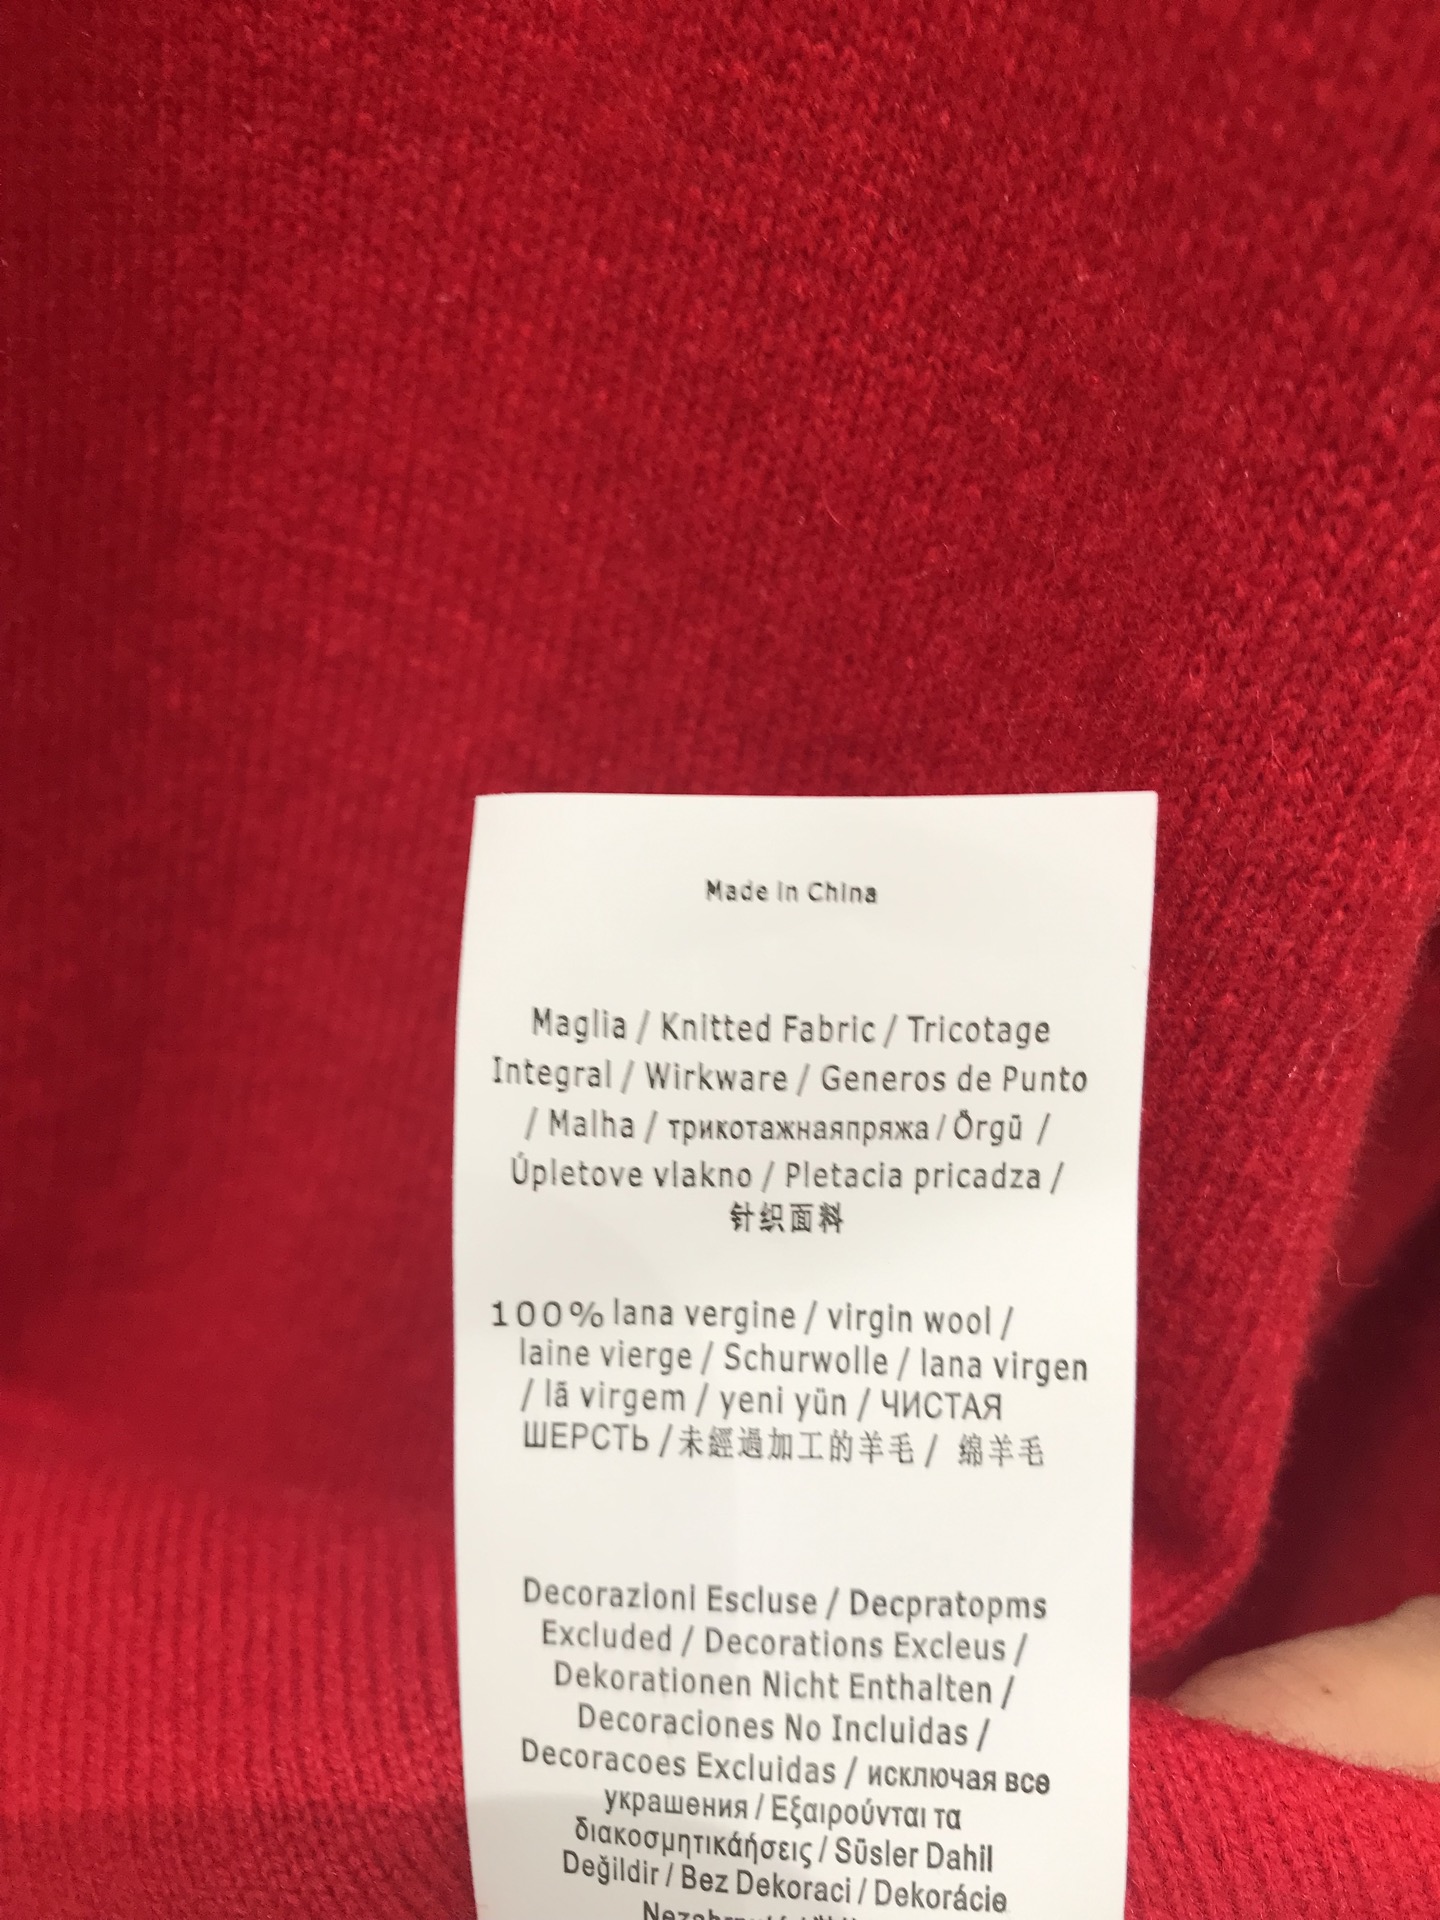 Made in China
Maglia / Knitted Fabric / Tricotage
Integral / Wirkware / Generos de Punto
/ Malha / трикотажнаяпряжа / Örgü /
Úpletove vlakno / Pletacia pricadza /
针织面料
100% lana vergine / virgin wool /
laine vierge / Schurwolle / lana virgen
/ lã virgem / yeni yün / ЧИСТАЯ
ШЕРСТЬ / 未經過加工的羊毛 / 绵羊毛
Decorazioni Escluse / Decpratopms
Excluded / Decorations Excleus /
Dekorationen Nicht Enthalten /
Decoraciones No Incluidas /
Decoracoes Excluidas / исключая все
украшения / Εξαιρούνται τα
διακοσμητικάήσεις / Süsler Dahil
Değildir / Bez Dekoraci / Dekorácie